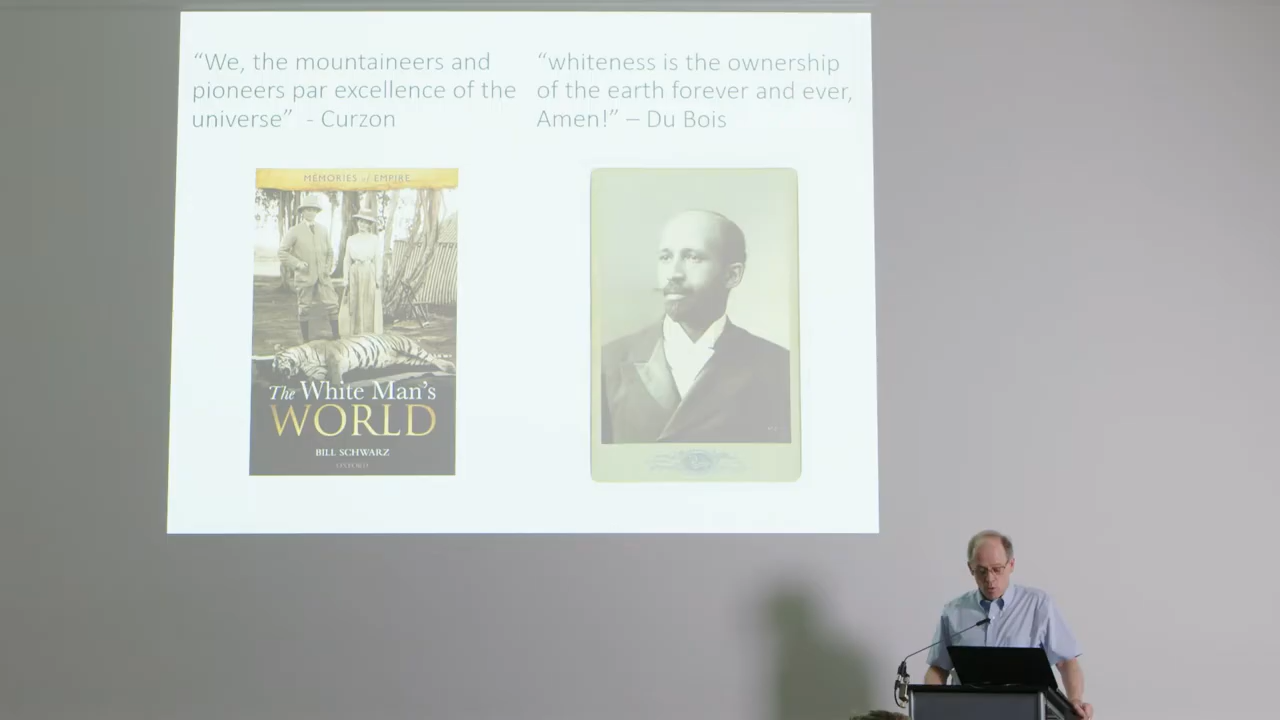 “We, the mountaineers and
pioneers par excellence of the
universe”  - Curzon
“whiteness is the ownership
of the earth forever and ever,
Amen!” – Du Bois
MEMORIES of EMPIRE
The White Man’s
WORLD
BILL SCHWARZ
OXFORD